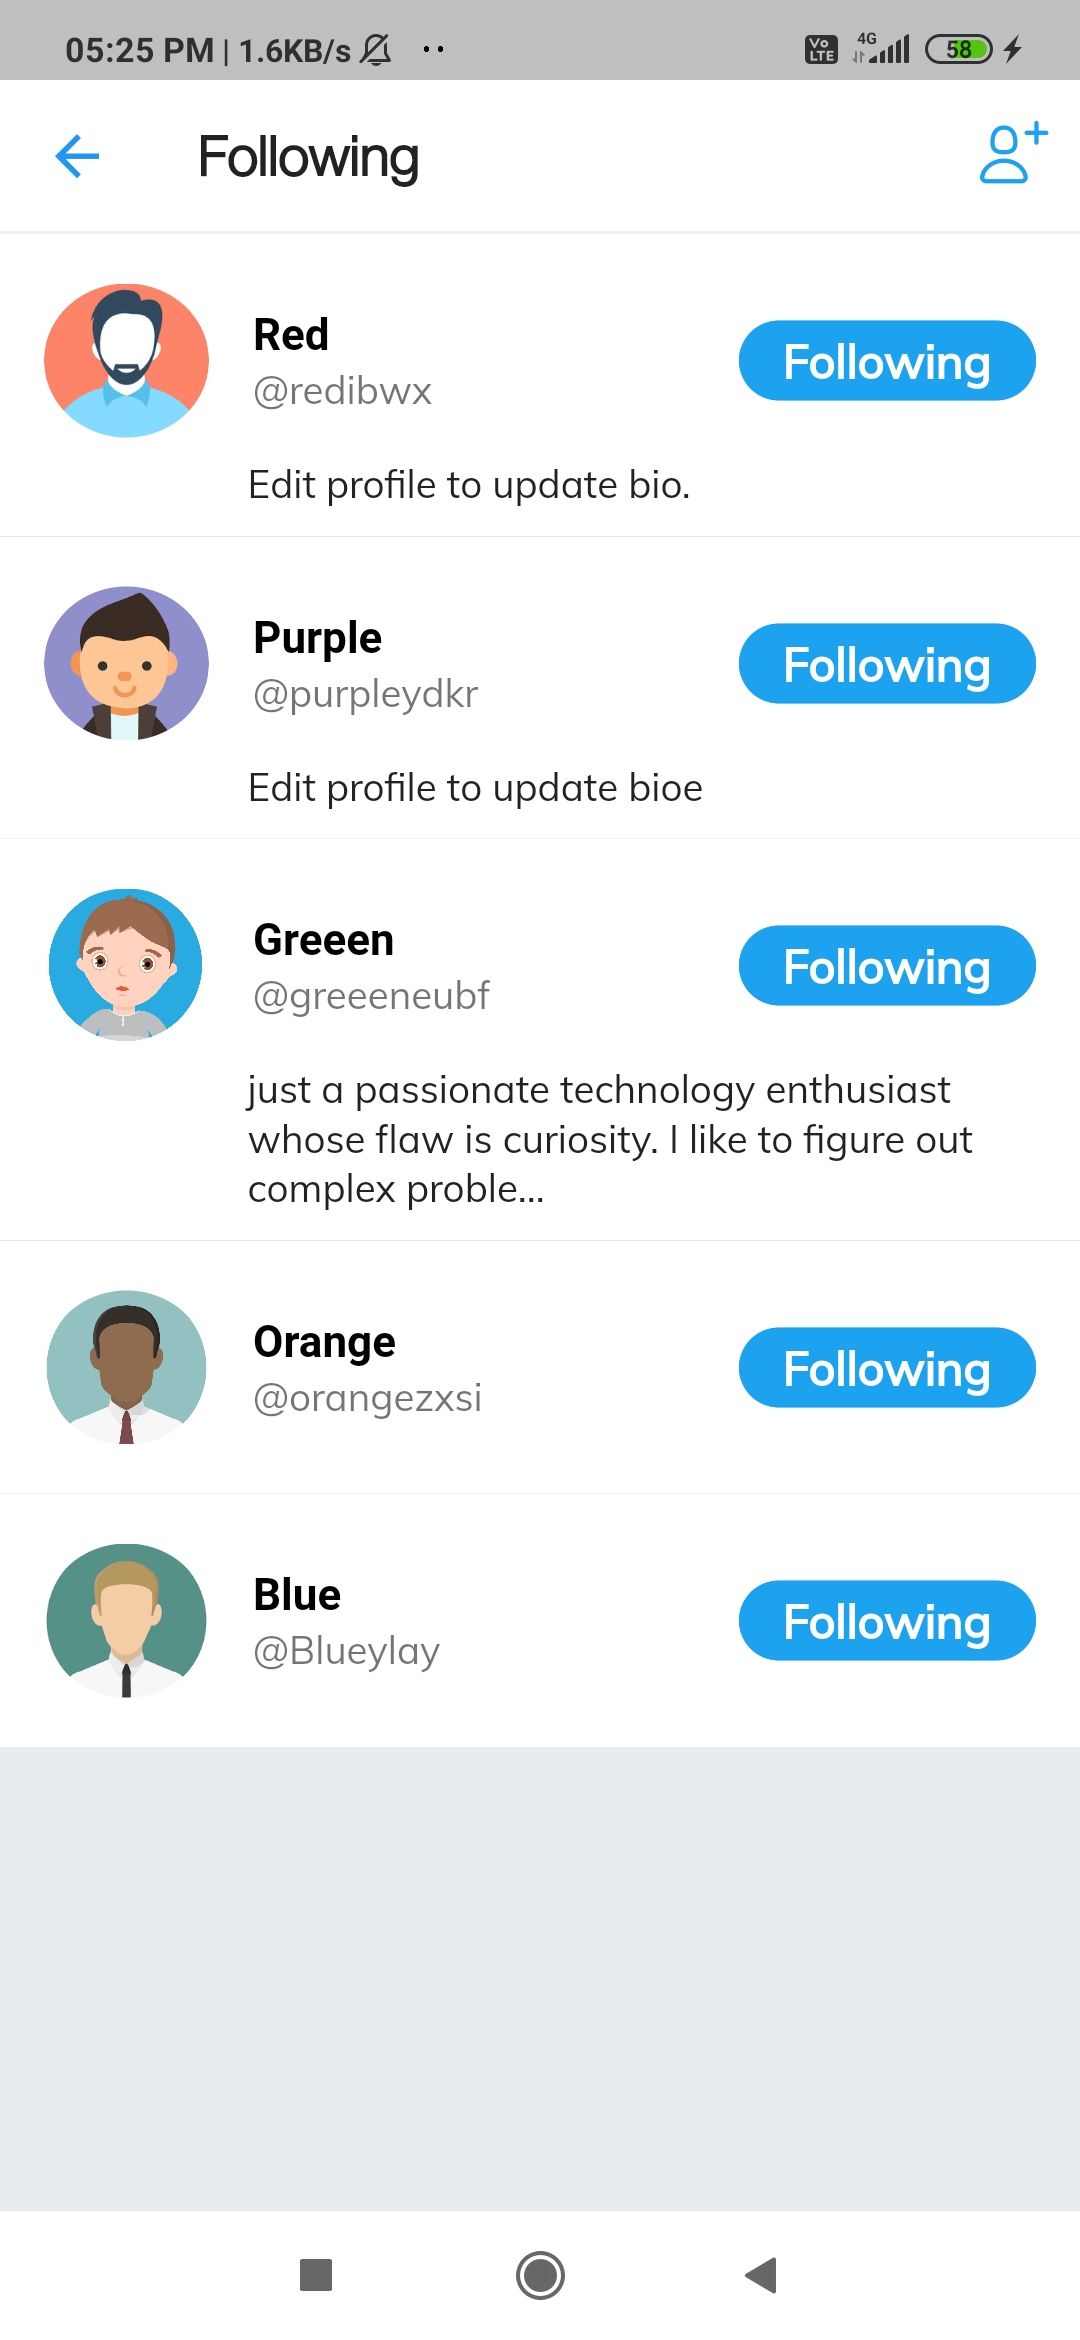 05:25 PM | 1.6KB/s
Vo LTE 4G 58
Following
Red
@redibwx
Following
Edit profile to update bio.
Purple
@purpleydkr
Following
Edit profile to update bioe
Greeen
@greeeneubf
Following
just a passionate technology enthusiast
whose flaw is curiosity. I like to figure out
complex proble...
Orange
@orangezxsi
Following
Blue
@Blueylay
Following